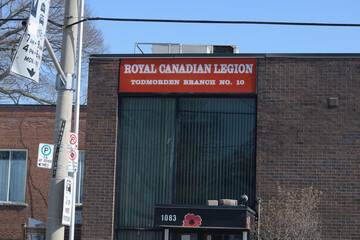 ROYAL CANADIAN LEGION
TODMORDEN BRANCH NO. 10
1083